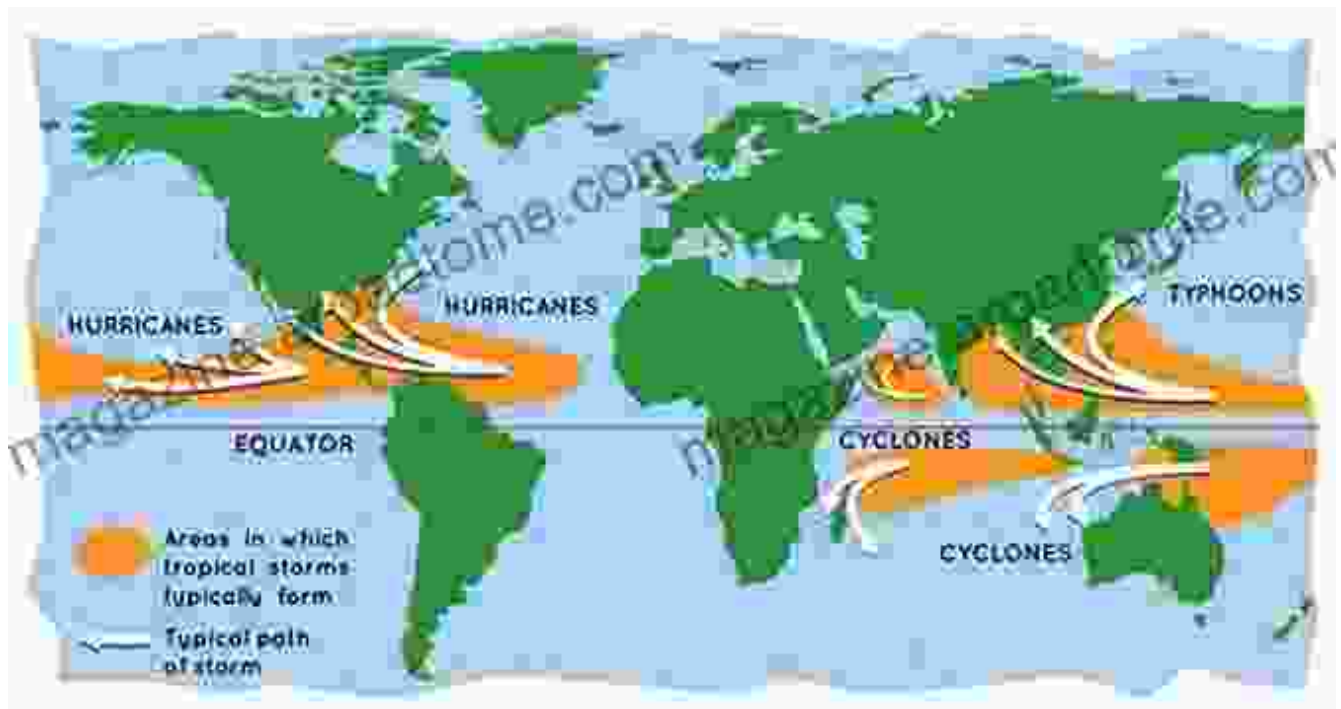 HURRICANES
HURRICANES
TYPHOONS
EQUATOR
CYCLONES
CYCLONES
Areas in which
tropical storms
typically form
Typical path
of storm